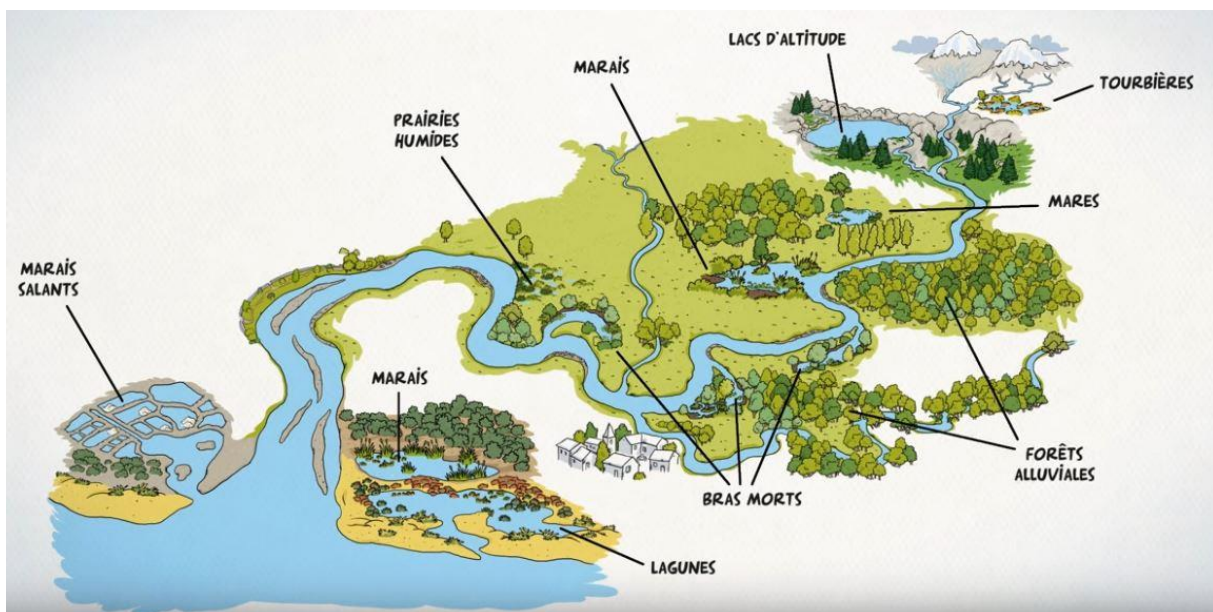 LACS D'ALTITUDE
MARAIS
TOURBIÈRES
PRAIRIES
HUMIDES
MARES
MARAIS
SALANTS
MARAIS
FORÊTS
ALLUVIALES
BRAS MORTS
LAGUNES